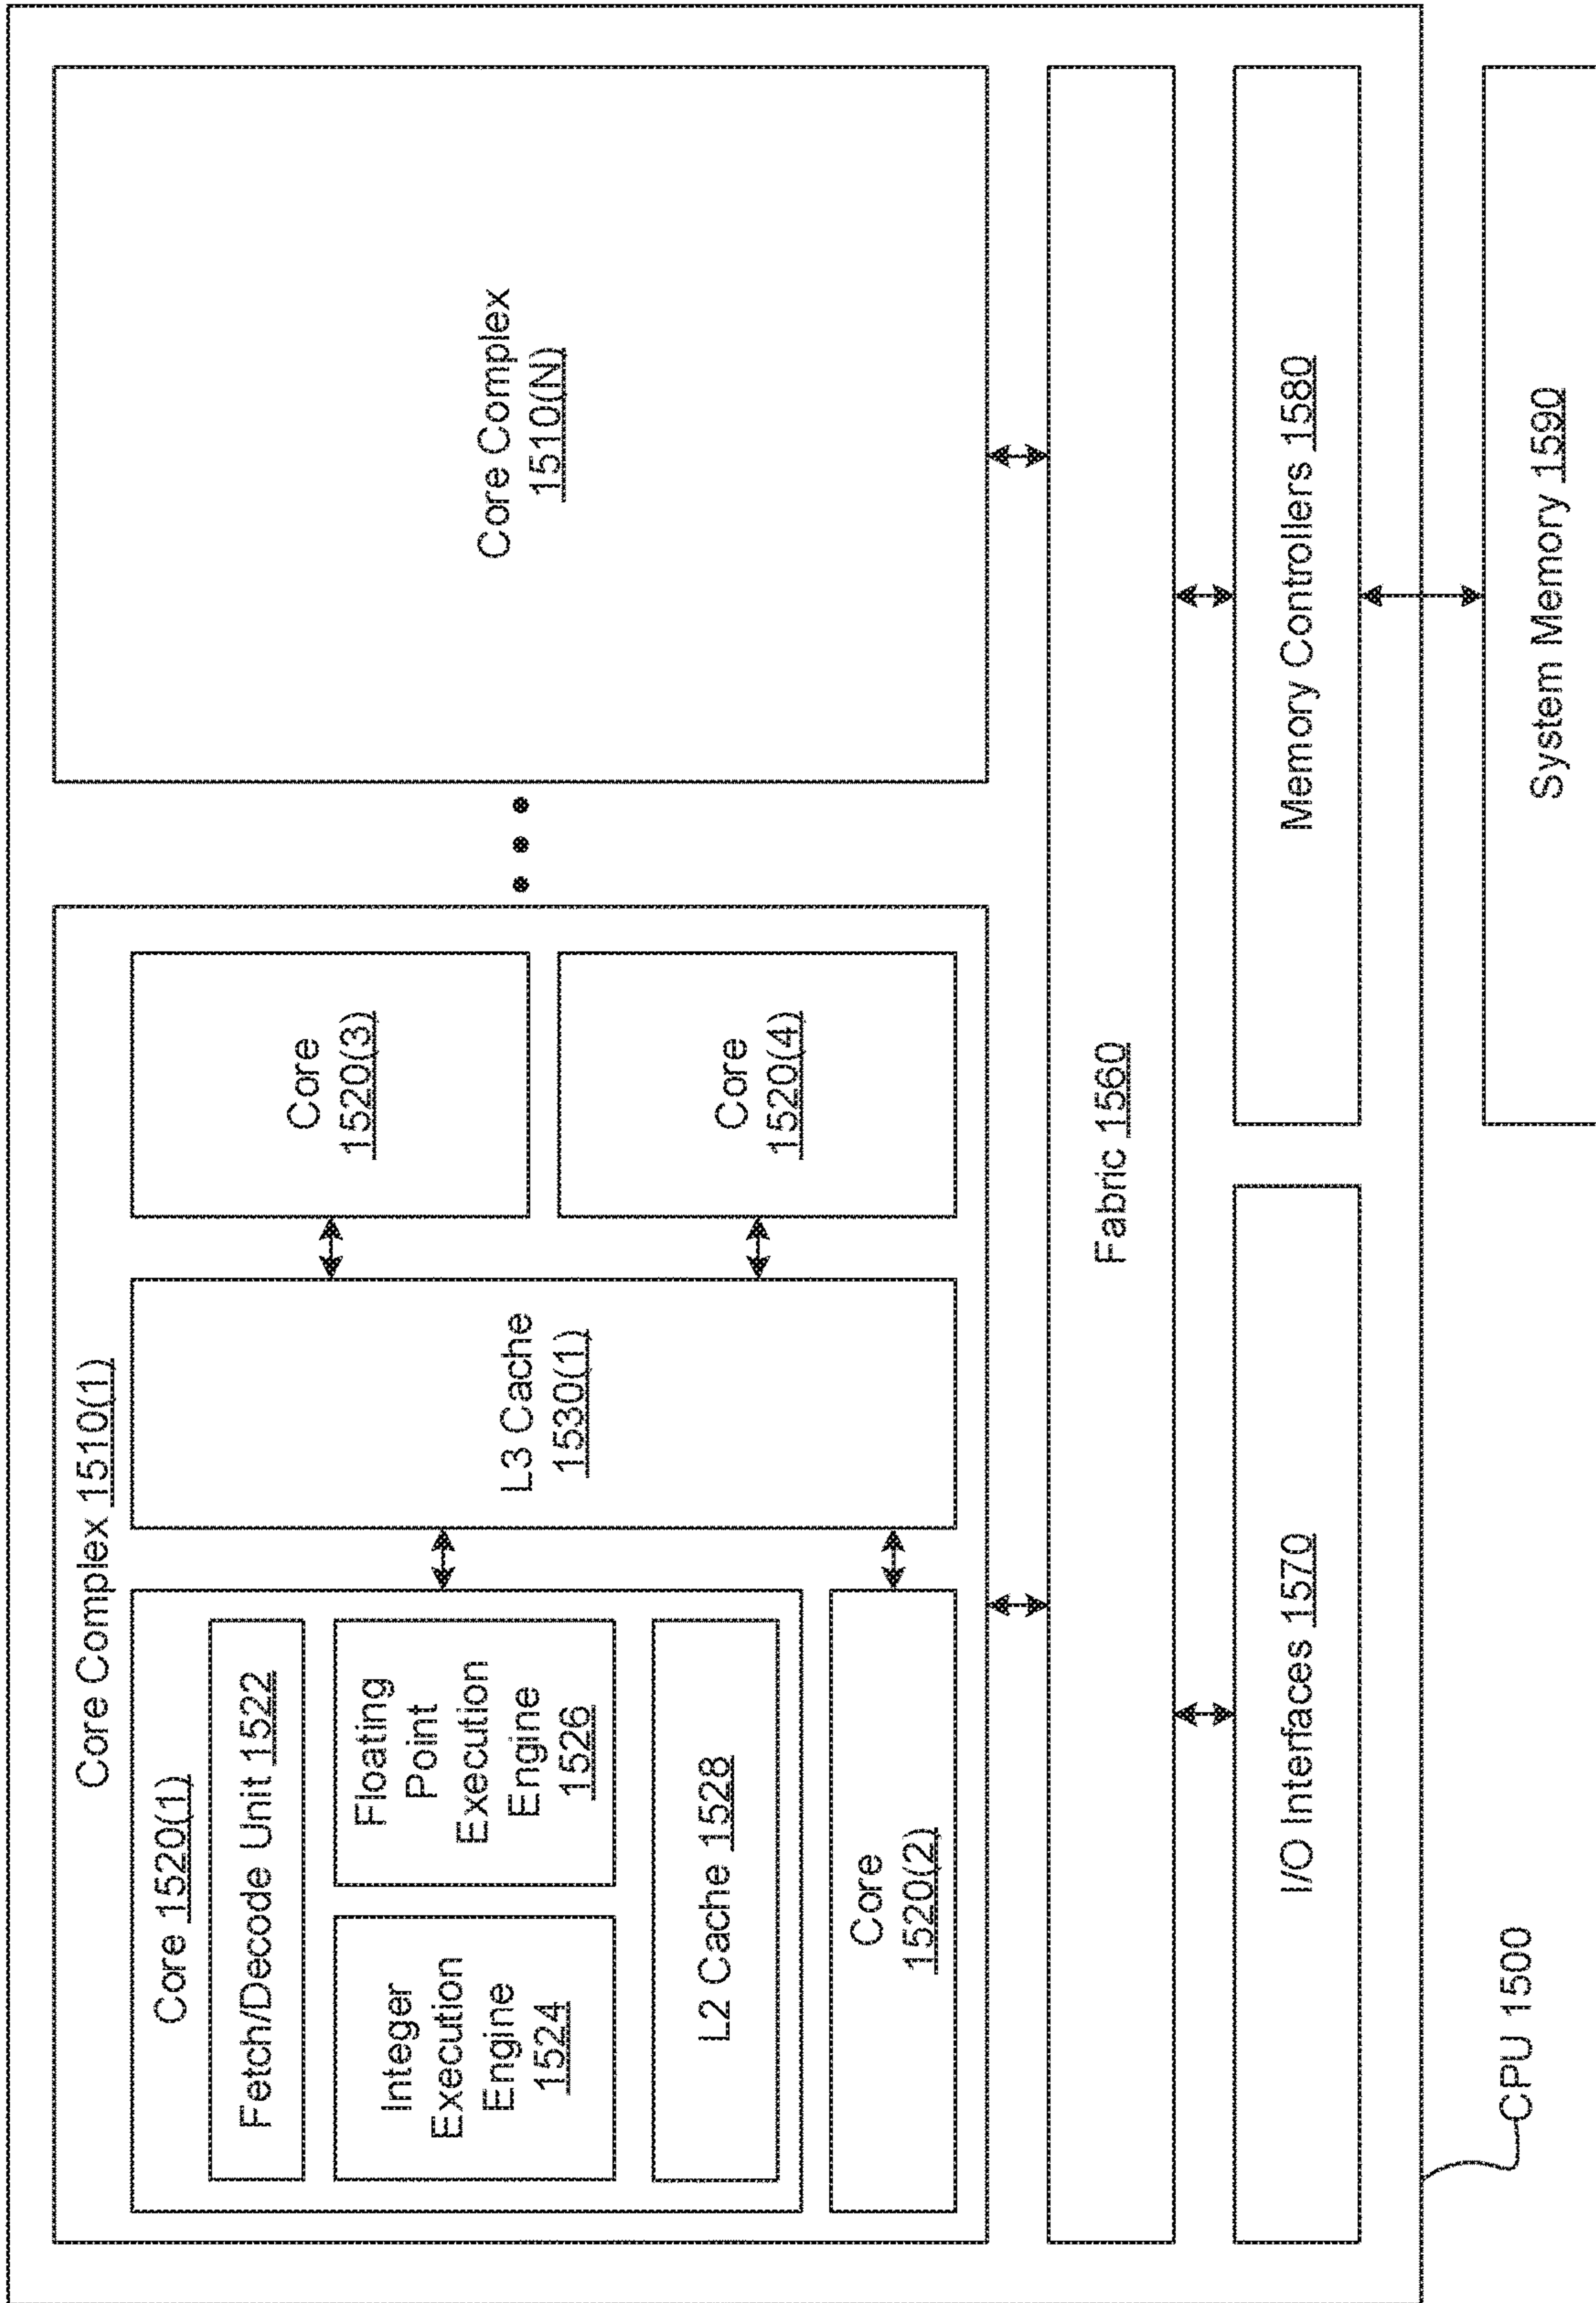 Core Complex 1510(1)
Core 1520(1)
Fetch/Decode Unit 1522
Integer
Execution
Engine
1524
Floating
Point
Execution
Engine
1526
L2 Cache 1528
Core
1520(2)
L3 Cache
1530(1)
Core
1520(3)
Core
1520(4)
Core Complex
1510(N)
Fabric 1560
I/O Interfaces 1570
Memory Controllers 1580
CPU 1500
System Memory 1590